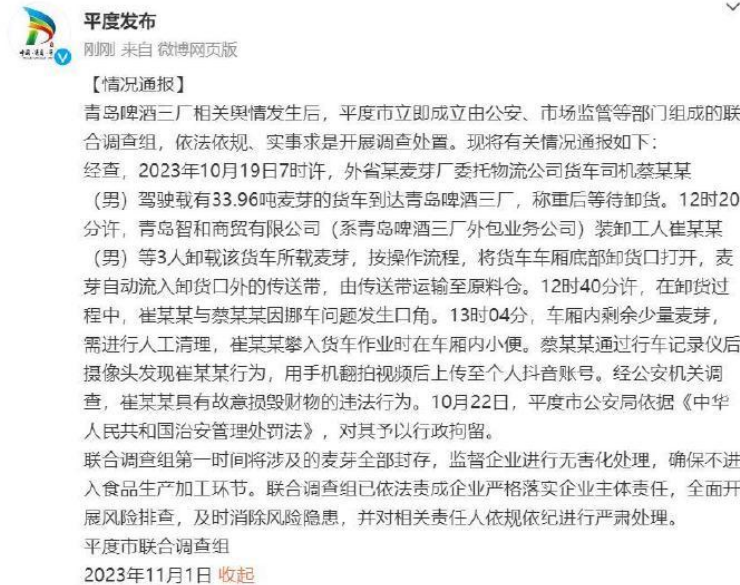 平度发布
刚刚 来自 微博网页版
【情况通报】
青岛啤酒三厂相关舆情发生后，平度市立即成立由公安、市场监管等部门组成的联
合调查组，依法依规、实事求是开展调查处置。现将有关情况通报如下：
经查，2023年10月19日7时许，外省某麦芽厂委托物流公司货车司机蔡某某
（男）驾驶载有33.96吨麦芽的货车到达青岛啤酒三厂，称重后等待卸货。12时20
分许，青岛智和商贸有限公司（系青岛啤酒三厂外包业务公司）装卸工人崔某某
（男）等3人卸载该货车所载麦芽，按操作流程，将货车车厢底部卸货口打开，麦
芽自动流入卸货口外的传送带，由传送带运输至原料仓。12时40分许，在卸货过
程中，崔某某与蔡某某因挪车问题发生口角。13时04分，车厢内剩余少量麦芽，
需进行人工清理，崔某某攀入货车作业时在车厢内小便。蔡某某通过行车记录仪后
摄像头发现崔某某行为，用手机翻拍视频后上传至个人抖音账号。经公安机关调
查，崔某某具有故意损毁财物的违法行为。10月22日，平度市公安局依据《中华
人民共和国治安管理处罚法》，对其予以行政拘留。
联合调查组第一时间将涉及的麦芽全部封存，监督企业进行无害化处理，确保不进
入食品生产加工环节。联合调查组已依法责成企业严格落实企业主体责任，全面开
展风险排查，及时消除风险隐患，并对相关责任人依规依纪进行严肃处理。
平度市联合调查组
2023年11月1日 收起